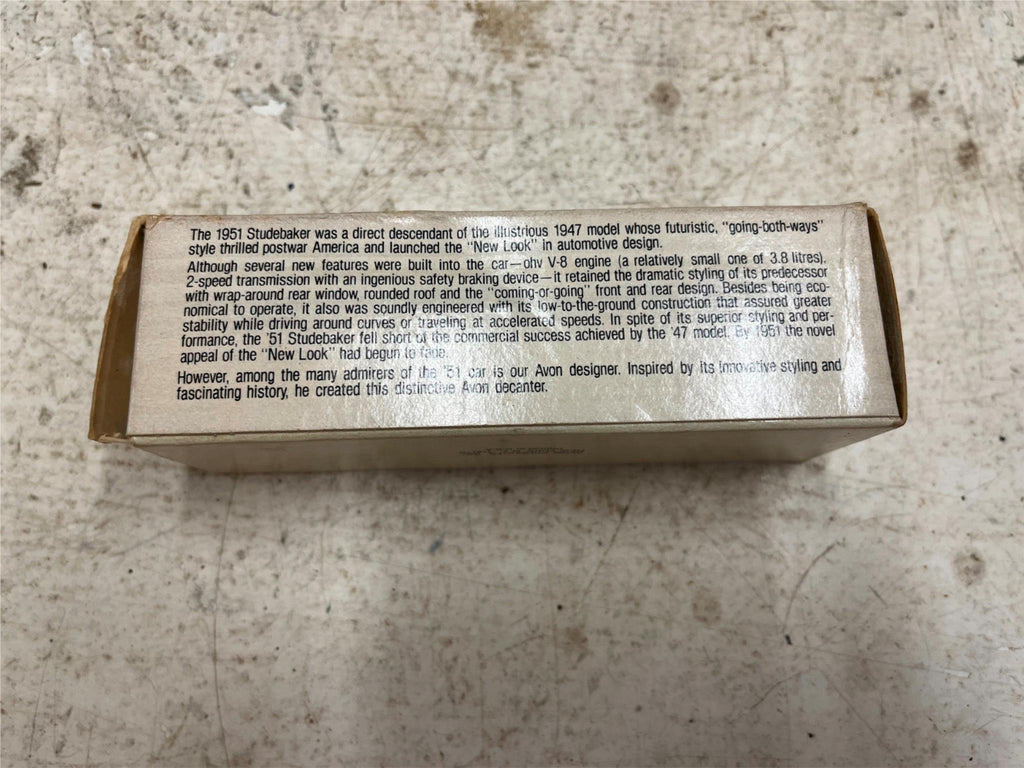 The 1951 Studebaker was a direct descendant of the illustrious 1947 model whose futuristic, "going-both-ways"
style thrilled postwar America and launched the "New Look" in automotive design.
Although several new features were built into the car—ohv V-8 engine (a relatively small one of 3.8 litres),
2-speed transmission with an ingenious safety braking device—it retained the dramatic styling of its predecessor
with wrap-around rear window, rounded roof and the "coming-or-going" front and rear design. Besides being eco-
nomical to operate, it also was soundly engineered with its low-to-the-ground construction that assured greater
stability while driving around curves or traveling at accelerated speeds. In spite of its superior styling and per-
formance, the '51 Studebaker fell short of the commercial success achieved by the '47 model. By 1951 the novel
appeal of the "New Look" had begun to fade.
However, among the many admirers of the '51 car is our Avon designer. Inspired by its innovative styling and
fascinating history, he created this distinctive Avon decanter.